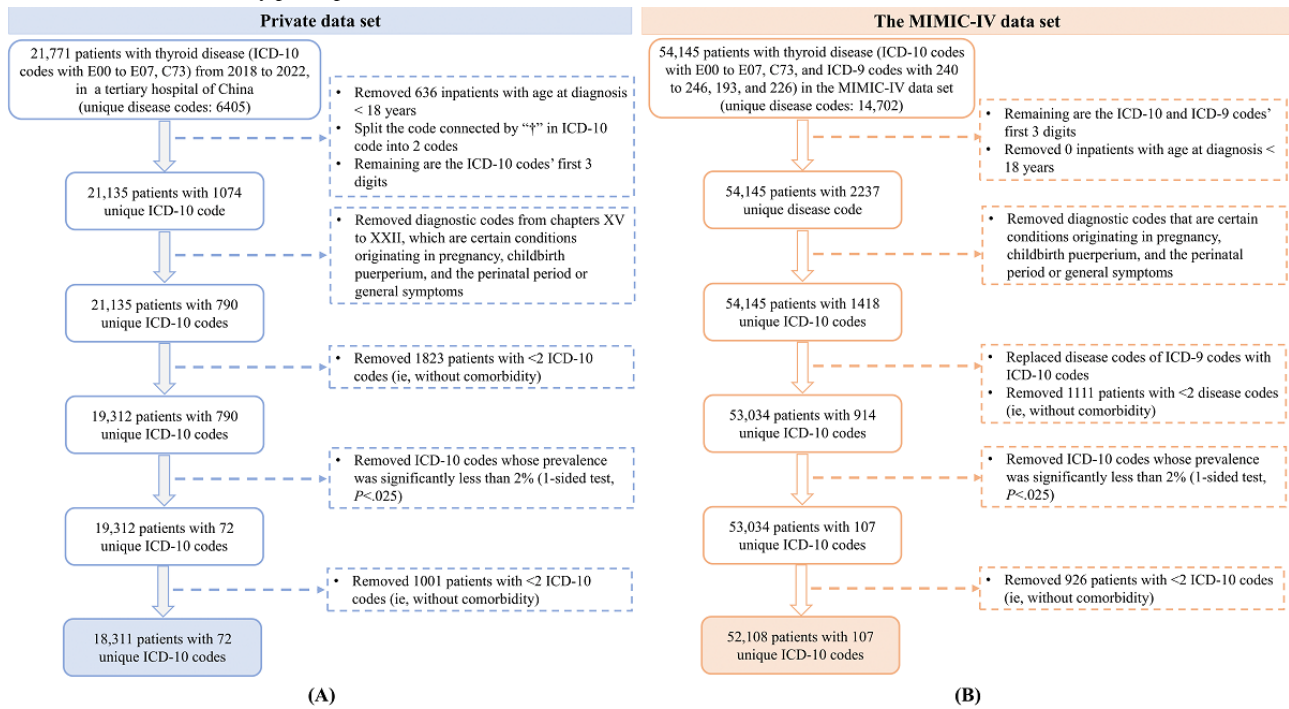 Private data set
21,771 patients with thyroid disease (ICD-10
codes with E00 to E07, C73) from 2018 to 2022,
in a tertiary hospital of China
(unique disease codes: 6405)
• Removed 636 inpatients with age at diagnosis
< 18 years
• Split the code connected by “†” in ICD-10
code into 2 codes
• Remaining are the ICD-10 codes’ first 3
digits
21,135 patients with 1074
unique ICD-10 code
• Removed diagnostic codes from chapters XV
to XXII, which are certain conditions
originating in pregnancy, childbirth
puerperium, and the perinatal period or
general symptoms
21,135 patients with 790
unique ICD-10 codes
• Removed 1823 patients with <2 ICD-10
codes (ie, without comorbidity)
19,312 patients with 790
unique ICD-10 codes
• Removed ICD-10 codes whose prevalence
was significantly less than 2% (1-sided test,
P<.025)
19,312 patients with 72
unique ICD-10 codes
• Removed 1001 patients with <2 ICD-10
codes (ie, without comorbidity)
18,311 patients with 72
unique ICD-10 codes
(A)
The MIMIC-IV data set
54,145 patients with thyroid disease (ICD-10 codes
with E00 to E07, C73, and ICD-9 codes with 240
to 246, 193, and 226) in the MIMIC-IV data set
(unique disease codes: 14,702)
• Remaining are the ICD-10 and ICD-9 codes’
first 3 digits
• Removed 0 inpatients with age at diagnosis <
18 years
54,145 patients with 2237
unique disease code
• Removed diagnostic codes that are certain
conditions originating in pregnancy,
childbirth puerperium, and the perinatal
period or general symptoms
54,145 patients with 1418
unique ICD-10 codes
• Replaced disease codes of ICD-9 codes with
ICD-10 codes
• Removed 1111 patients with <2 disease codes
(ie, without comorbidity)
53,034 patients with 914
unique ICD-10 codes
• Removed ICD-10 codes whose prevalence
was significantly less than 2% (1-sided test,
P<.025)
53,034 patients with 107
unique ICD-10 codes
• Removed 926 patients with <2 ICD-10 codes
(ie, without comorbidity)
52,108 patients with 107
unique ICD-10 codes
(B)